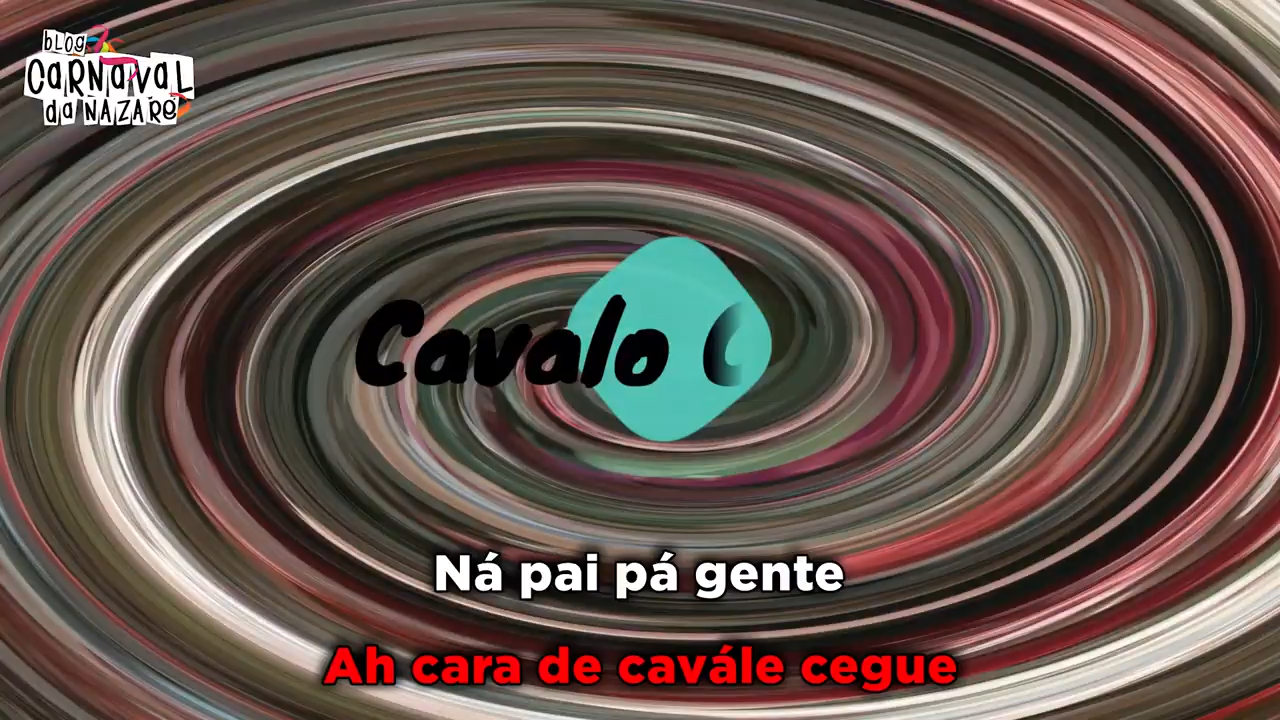 BLOG
CARNAVAL
da NAZARÉ
Cavalo C
Ná pai pá gente
Ah cara de cavále cegue